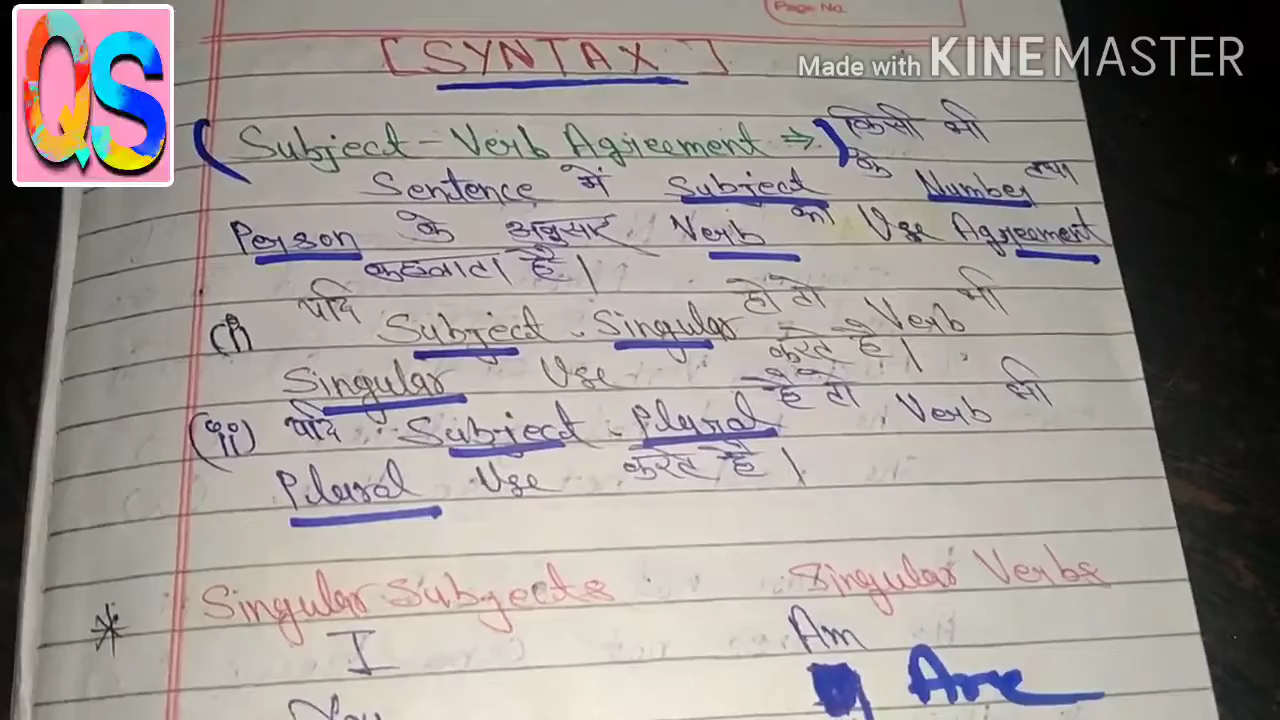 Page No.
QS
Made with KINEMASTER
[SYNTAX]
(Subject-Verb Agreement ⇒) किसी भी
Sentence में Subject के Number तथा
Person के अनुसार Verb का Use Agreement
कहलाता है।
(i) यदि Subject - Singular हो तो Verb भी
Singular Use करते है।
(ii) यदि Subject - Plural है तो Verb भी
Plural Use करते है।
* Singular Subjects Singular Verbs
I Am
You Are